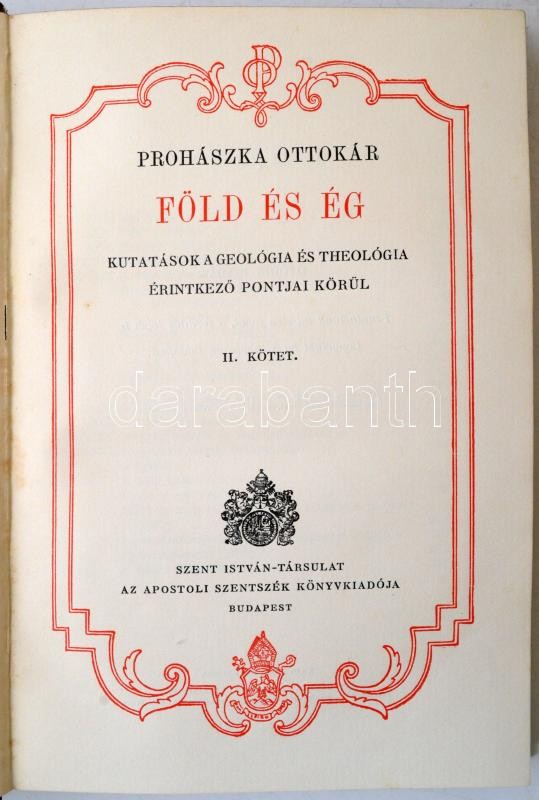 PROHÁSZKA OTTOKÁR
FÖLD ÉS ÉG
KUTATÁSOK A GEOLÓGIA ÉS THEOLÓGIA
ÉRINTKEZŐ PONTJAI KÖRÜL
II. KÖTET.
darabanth
SZENT ISTVÁN-TÁRSULAT
AZ APOSTOLI SZENTSZÉK KÖNYVKIADÓJA
BUDAPEST